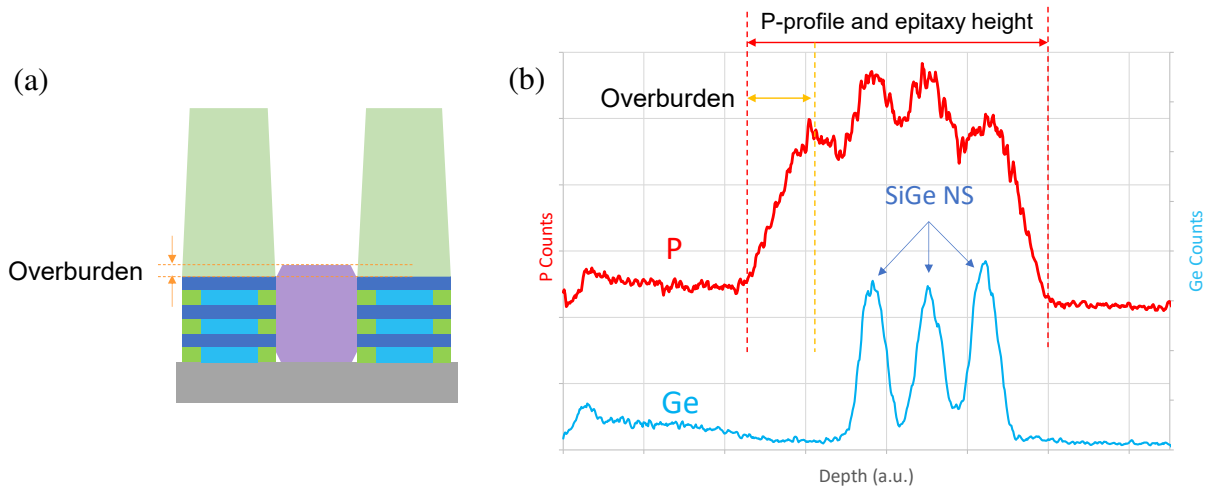 (a)
Overburden
(b)
P-profile and epitaxy height
Overburden
SiGe NS
P
Ge
P Counts
Ge Counts
Depth (a.u.)